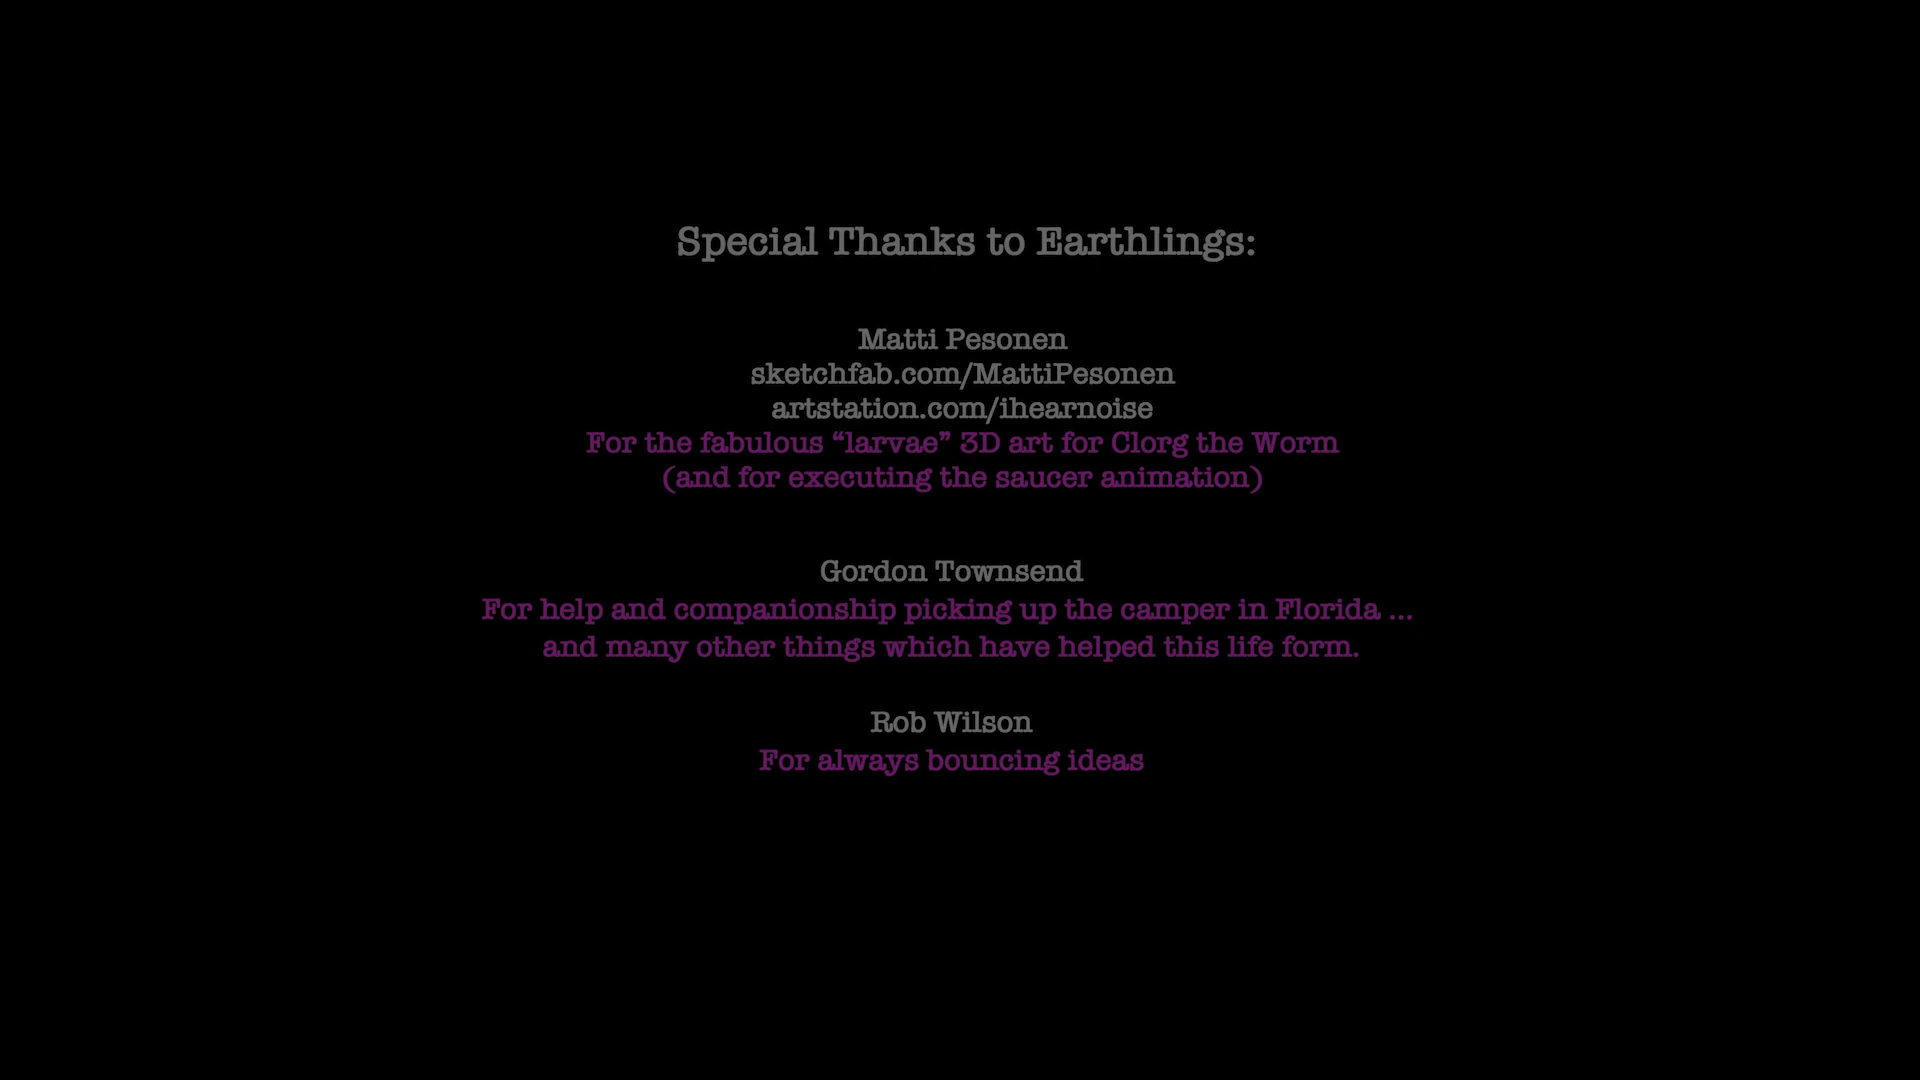 Special Thanks to Earthlings:
Matti Pesonen
sketchfab.com/MattiPesonen
artstation.com/ihearnoise
For the fabulous “larvae” 3D art for Clorg the Worm
(and for executing the saucer animation)
Gordon Townsend
For help and companionship picking up the camper in Florida ...
and many other things which have helped this life form.
Rob Wilson
For always bouncing ideas